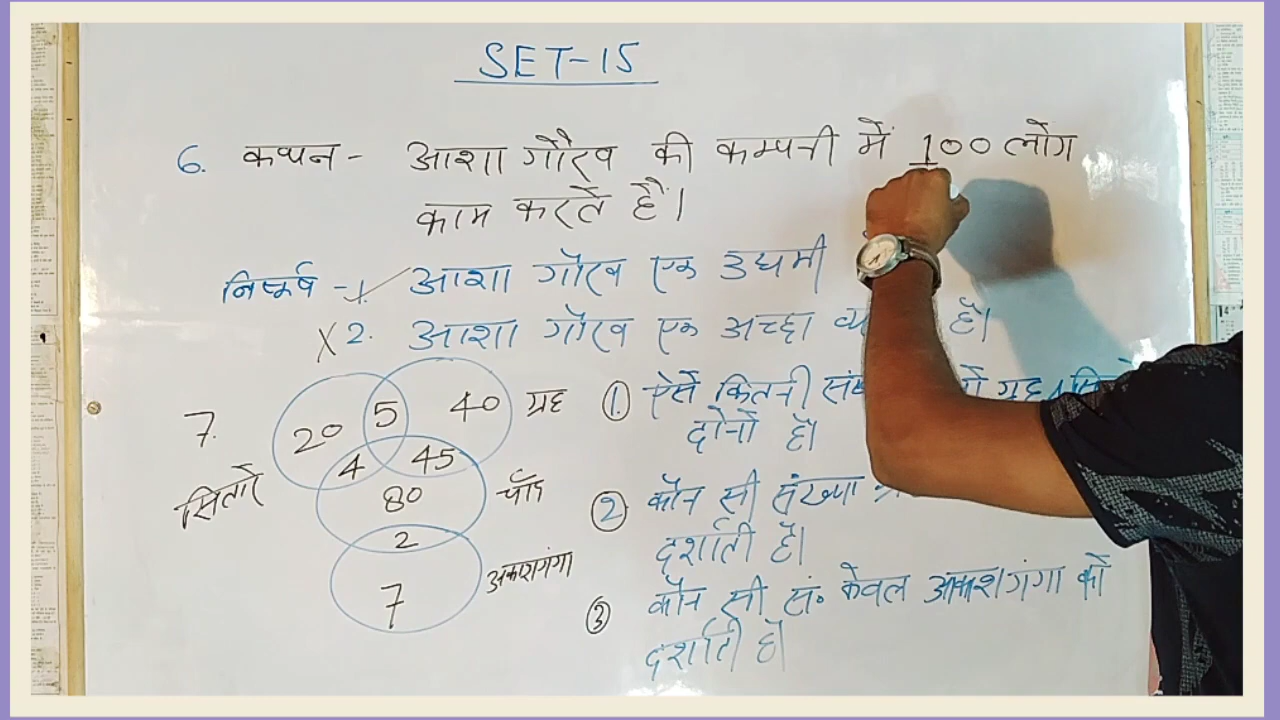 SET-15
6. कथन - आशा गौरव की कम्पनी में 100 लोग
काम करते हैं।
निष्कर्ष - 1. आशा गौरव एक उद्यमी
X 2. आशा गौरव एक अच्छा है।
7. 20 5 40 ग्रह
4 45
सितारे 80 चाँद
2
7 अकाशगंगा
① ऐसे कितनी
दोनों है।
② कौन सी संख्या
दर्शाती है।
③ कौन सी सं॰ केवल आकाशगंगा को
दर्शाती है।